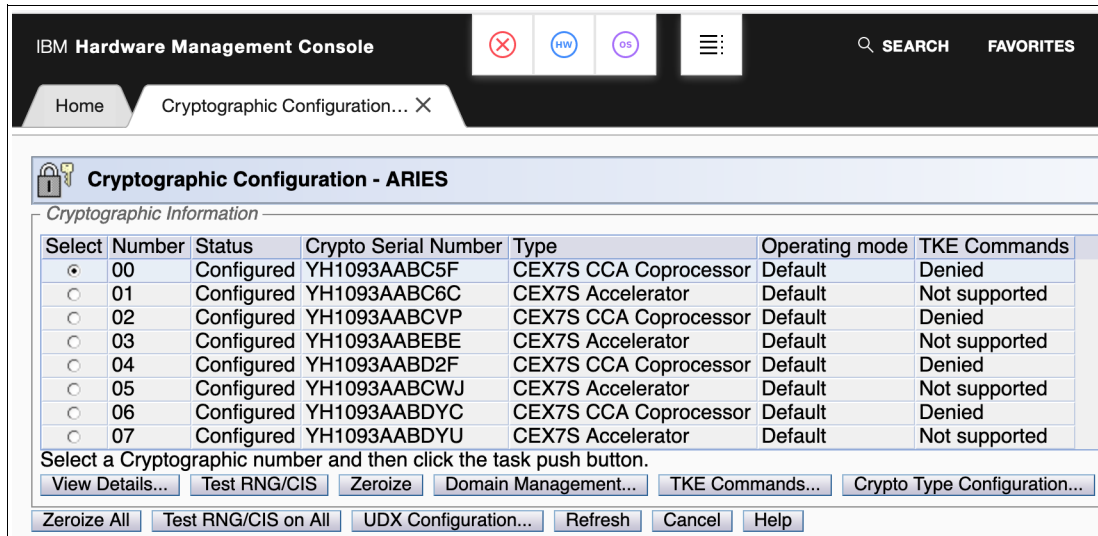 IBM Hardware Management Console HW OS SEARCH FAVORITES
Home Cryptographic Configuration...
Cryptographic Configuration - ARIES
Cryptographic Information
Select Number Status Crypto Serial Number Type Operating mode TKE Commands
00 Configured YH1093AABC5F CEX7S CCA Coprocessor Default Denied
01 Configured YH1093AABC6C CEX7S Accelerator Default Not supported
02 Configured YH1093AABCVP CEX7S CCA Coprocessor Default Denied
03 Configured YH1093AABEBE CEX7S Accelerator Default Not supported
04 Configured YH1093AABD2F CEX7S CCA Coprocessor Default Denied
05 Configured YH1093AABCWJ CEX7S Accelerator Default Not supported
06 Configured YH1093AABDYC CEX7S CCA Coprocessor Default Denied
07 Configured YH1093AABDYU CEX7S Accelerator Default Not supported
Select a Cryptographic number and then click the task push button.
View Details... Test RNG/CIS Zeroize Domain Management... TKE Commands... Crypto Type Configuration...
Zeroize All Test RNG/CIS on All UDX Configuration... Refresh Cancel Help